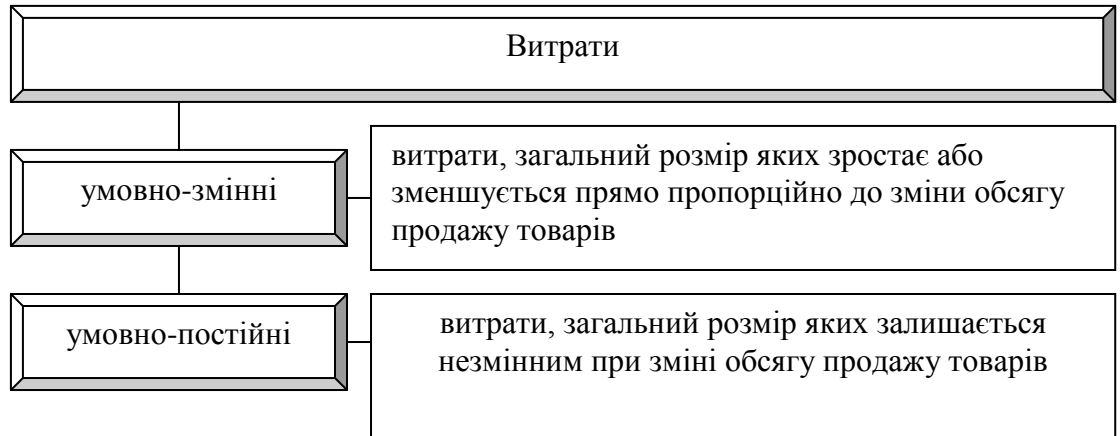 Витрати
умовно-змінні
витрати, загальний розмір яких зростає або
зменшується прямо пропорційно до зміни обсягу
продажу товарів
умовно-постійні
витрати, загальний розмір яких залишається
незмінним при зміні обсягу продажу товарів